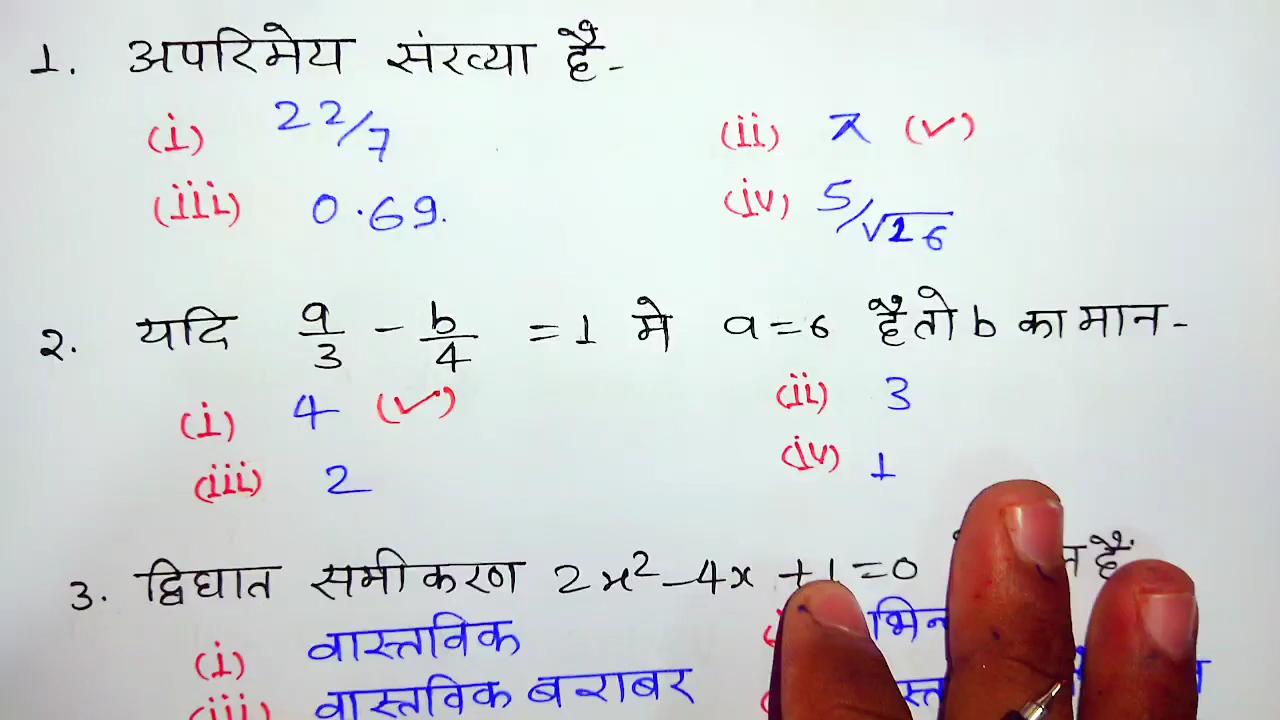 1. अपरिमेय संख्या है-
(i) 22/7 (ii) π (✓)
(iii) 0.69. (iv) 5/√16
2. यदि a/3 - b/4 = 1 मे a=6 है तो b का मान-
(i) 4 (✓) (ii) 3
(iii) 2 (iv) 1
3. द्विघात समीकरण 2x²-4x+1=0 हैं
(i) वास्तविक
(iii) वास्तविक बराबर